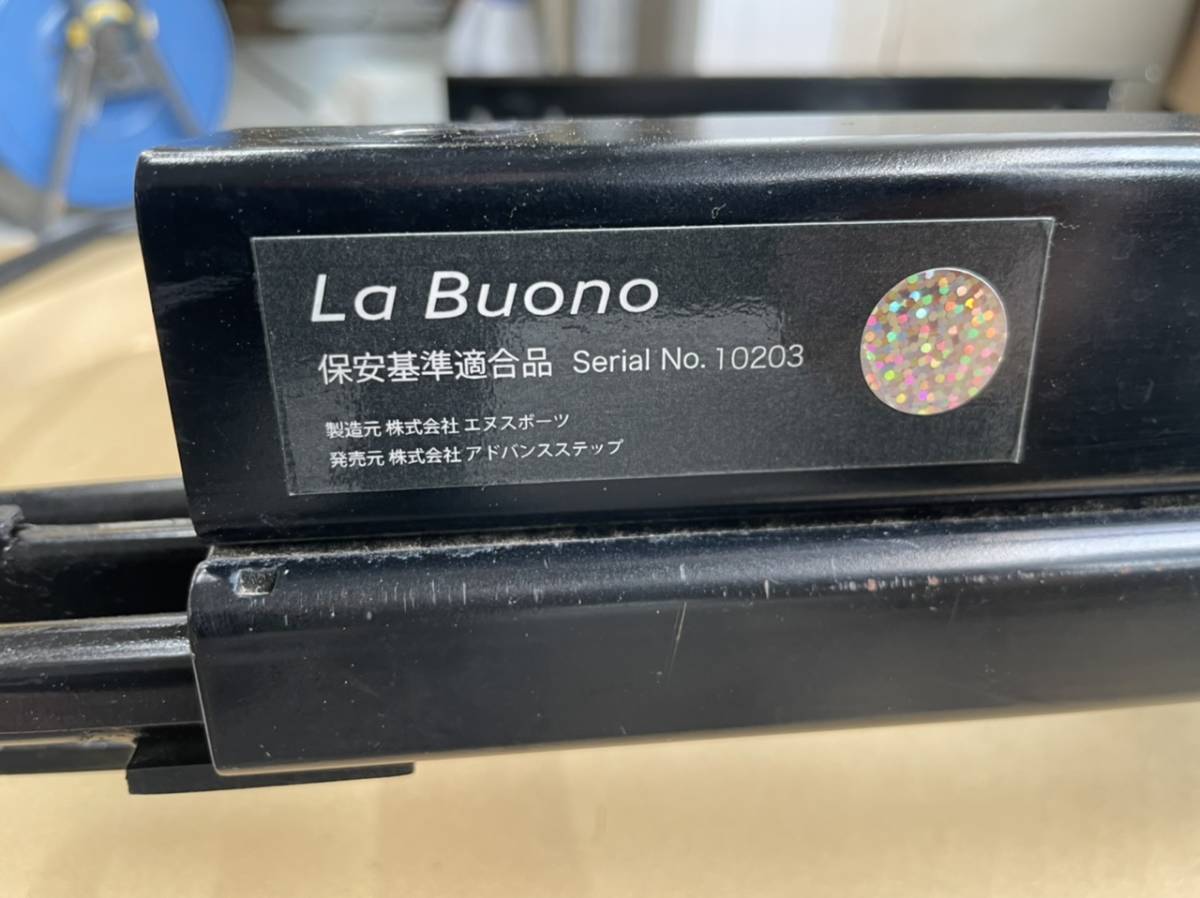 La Buono
保安基準適合品 Serial No. 10203
製造元 株式会社 エヌスポーツ
発売元 株式会社 アドバンスステップ